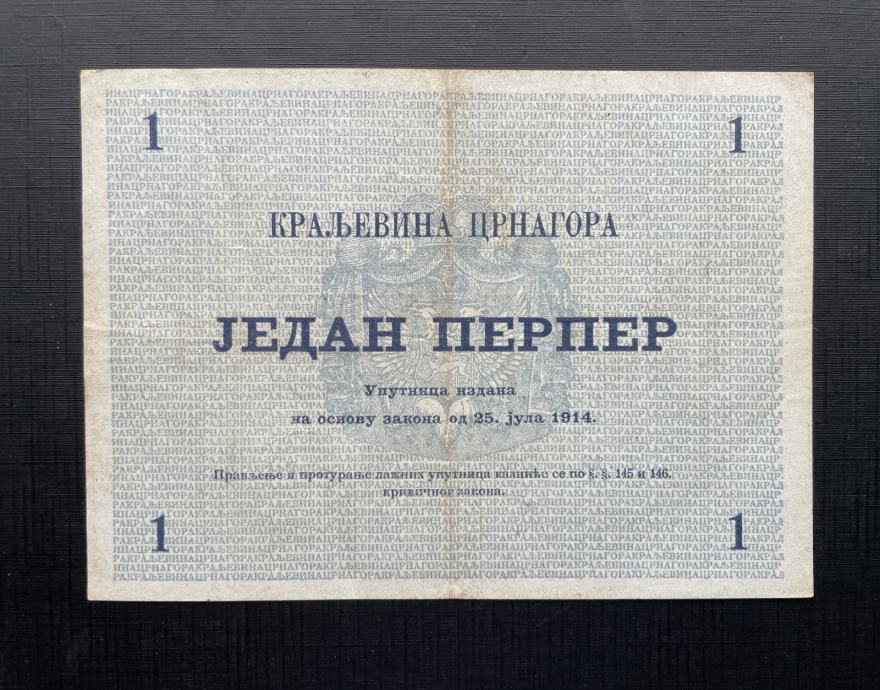 1 1
КРАЉЕВИНА ЦРНАГОРА
ЈЕДАН ПЕРПЕР
Упутница издана
на основу закона од 25. јула 1914.
Прављење и протурање лажних упутница казниће се по §. §. 145 и 146.
кривичног закона.
1 1